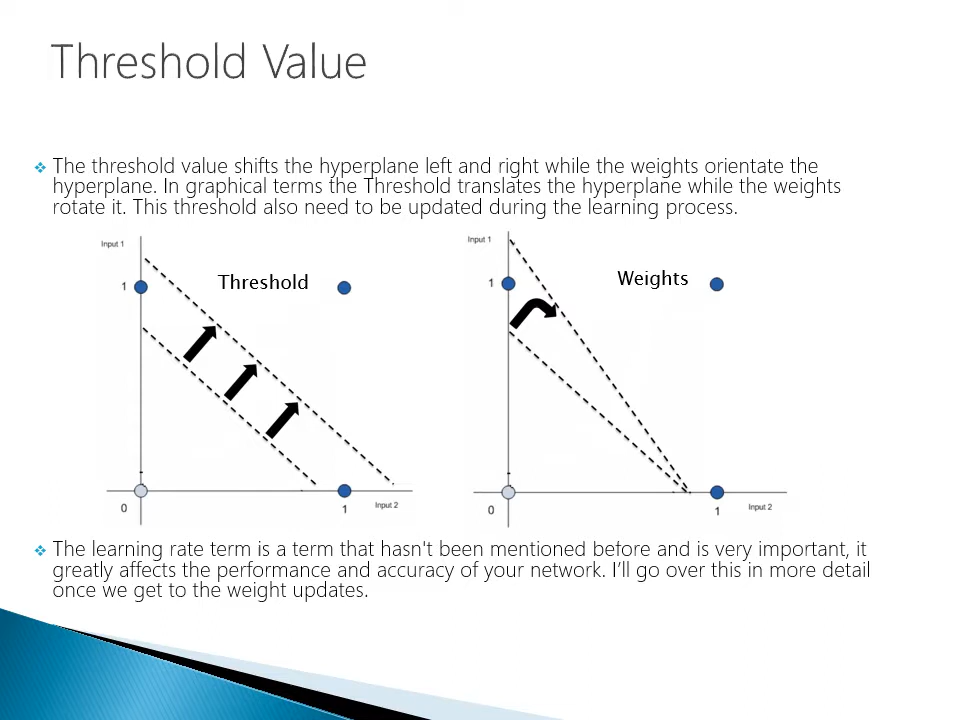 Threshold Value
❖ The threshold value shifts the hyperplane left and right while the weights orientate the
hyperplane. In graphical terms the Threshold translates the hyperplane while the weights
rotate it. This threshold also need to be updated during the learning process.
Input 1
Threshold
1
0
1
Input 2
Input 1
Weights
1
0
1
Input 2
❖ The learning rate term is a term that hasn't been mentioned before and is very important, it
greatly affects the performance and accuracy of your network. I’ll go over this in more detail
once we get to the weight updates.